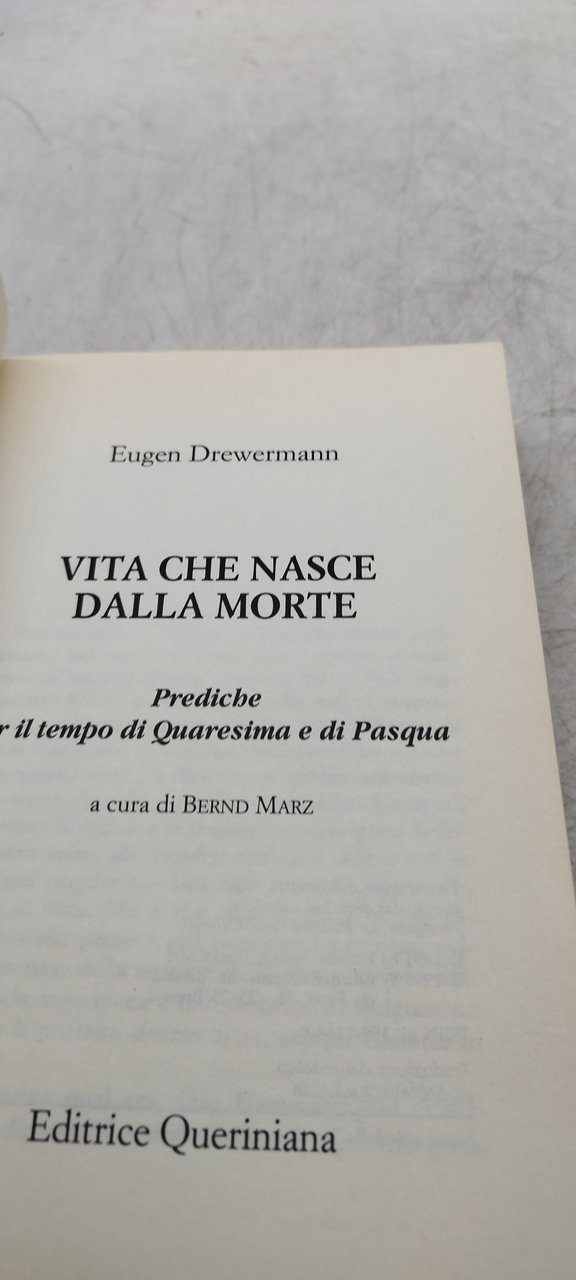 Eugen Drewermann
VITA CHE NASCE
DALLA MORTE
Prediche
r il tempo di Quaresima e di Pasqua
a cura di BERND MARZ
Editrice Queriniana